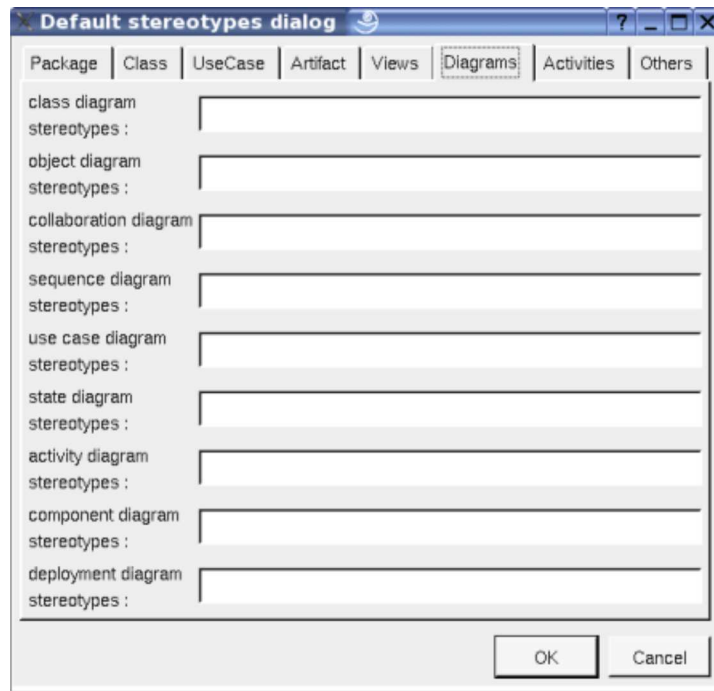 Default stereotypes dialog
? _
Package Class UseCase Artifact Views Diagrams Activities Others
class diagram
stereotypes :
object diagram
stereotypes :
collaboration diagram
stereotypes :
sequence diagram
stereotypes :
use case diagram
stereotypes :
state diagram
stereotypes :
activity diagram
stereotypes :
component diagram
stereotypes :
deployment diagram
stereotypes :
OK Cancel